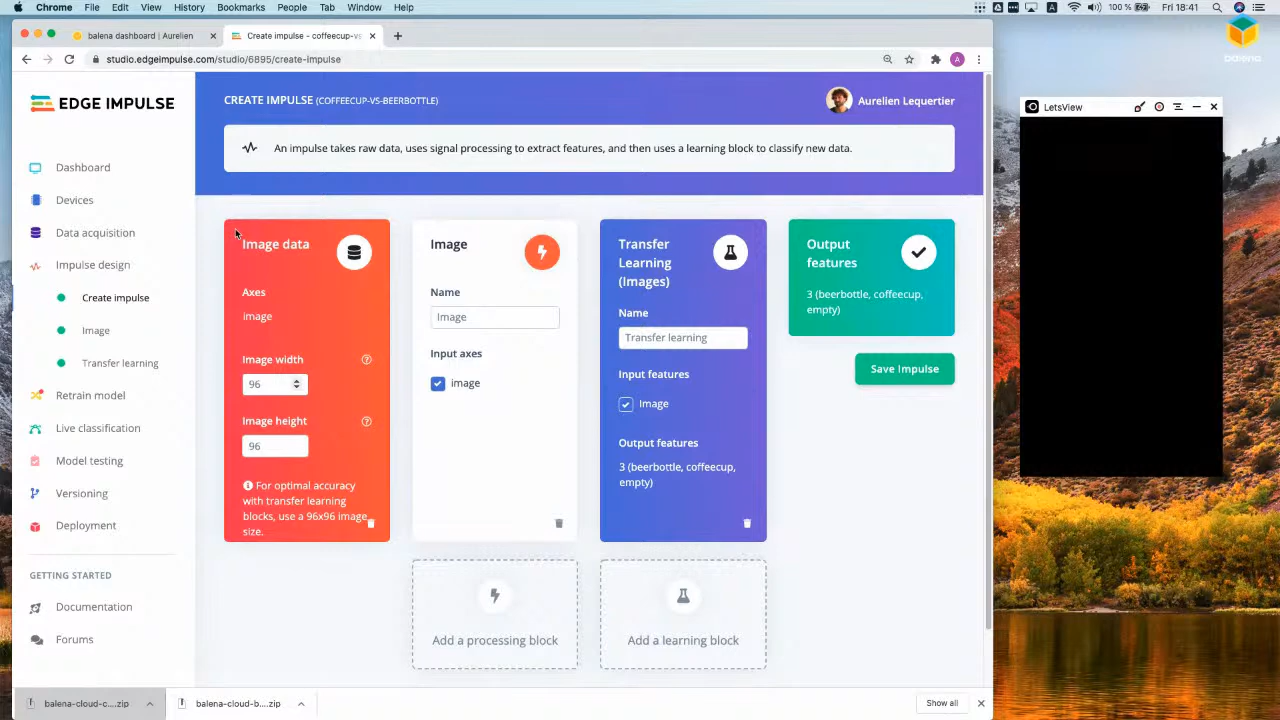 Chrome File Edit View History Bookmarks People Tab Window Help
100 % Fri 18:41
balena dashboard | Aurelien
Create impulse - coffeecup-vs
studio.edgeimpulse.com/studio/6895/create-impulse
A
balena
EDGE IMPULSE
CREATE IMPULSE (COFFEECUP-VS-BEERBOTTLE)
Aurelien Lequertier
LetsView
An impulse takes raw data, uses signal processing to extract features, and then uses a learning block to classify new data.
Dashboard
Devices
Data acquisition
Impulse design
Create impulse
Image
Transfer learning
Retrain model
Live classification
Model testing
Versioning
Deployment
GETTING STARTED
Documentation
Forums
Image data
Axes
image
Image width
96
Image height
96
For optimal accuracy
with transfer learning
blocks, use a 96x96 image
size.
Image
Name
Image
Input axes
image
Transfer
Learning
(Images)
Name
Transfer learning
Input features
Image
Output features
3 (beerbottle, coffeecup,
empty)
Output
features
3 (beerbottle, coffeecup,
empty)
Save Impulse
Add a processing block
Add a learning block
balena-cloud-c....zip
balena-cloud-b....zip
Show all